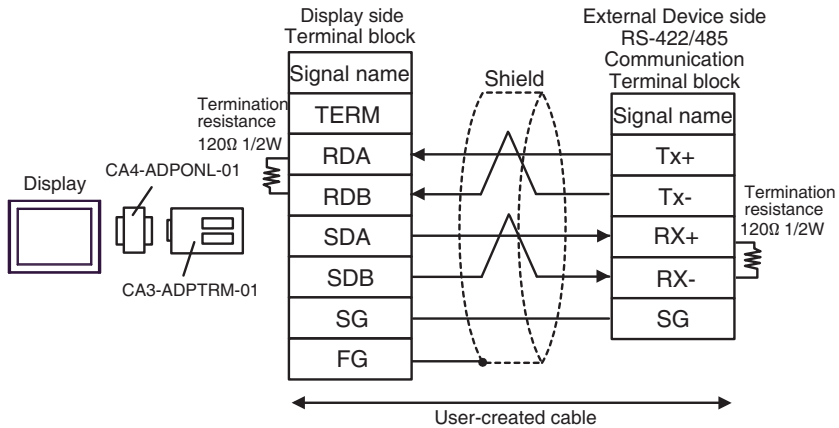 Display side
Terminal block
External Device side
RS-422/485
Communication
Terminal block
Signal name
Shield
Signal name
Termination
resistance
120Ω 1/2W
TERM
RDA
Tx+
Display
CA4-ADPONL-01
RDB
Tx-
Termination
resistance
120Ω 1/2W
SDA
RX+
CA3-ADPTRM-01
SDB
RX-
SG
SG
FG
User-created cable